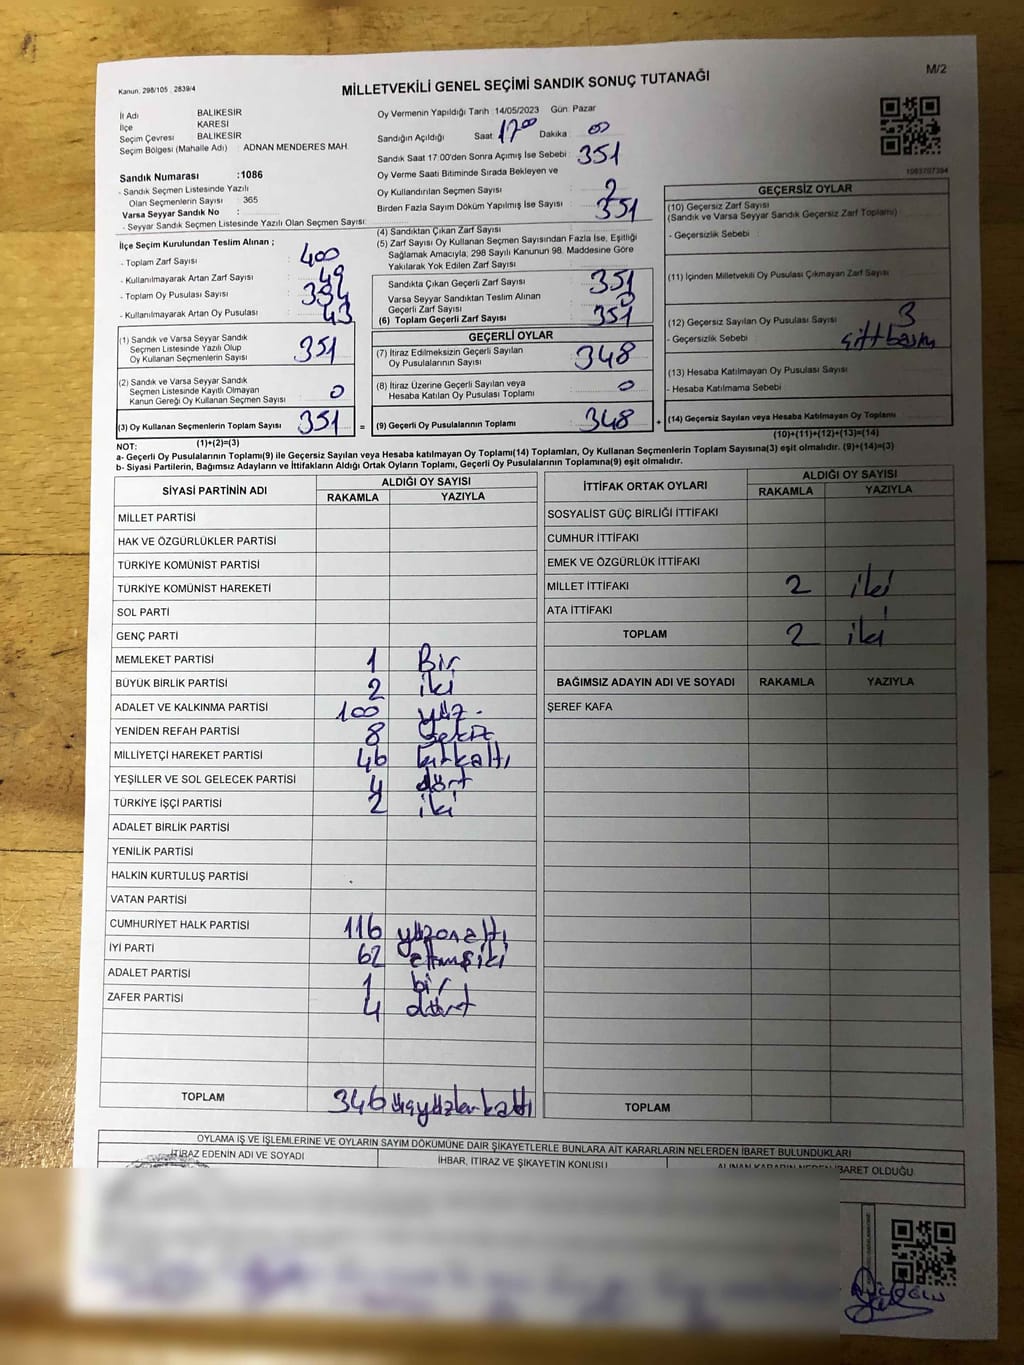 Kanun, 298/105 , 2839/4
MİLLETVEKİLİ GENEL SEÇİMİ SANDIK SONUÇ TUTANAĞI
M/2
İl Adı BALIKESİR
İlçe KARESİ
Seçim Çevresi BALIKESİR
Seçim Bölgesi (Mahalle Adı) : ADNAN MENDERES MAH.
Sandık Numarası :1086
- Sandık Seçmen Listesinde Yazılı
Olan Seçmenlerin Sayısı : 365
Varsa Seyyar Sandık No :
- Seyyar Sandık Seçmen Listesinde Yazılı Olan Seçmen Sayısı:
Oy Vermenin Yapıldığı Tarih :14/05/2023 Gün: Pazar
Sandığın Açıldığı Saat 17 00 Dakika : 00
Sandık Saat 17:00'den Sonra Açımış İse Sebebi : 351
Oy Verme Saati Bitiminde Sırada Bekleyen ve
Oy Kullandırılan Seçmen Sayısı : 2
Birden Fazla Sayım Döküm Yapılmış İse Sayısı : 351
İlçe Seçim Kurulundan Teslim Alınan ;
- Toplam Zarf Sayısı : 400
- Kullanılmayarak Artan Zarf Sayısı : 49
- Toplam Oy Pusulası Sayısı : 394
- Kullanılmayarak Artan Oy Pusulası : 43
(1) Sandık ve Varsa Seyyar Sandık
Seçmen Listesinde Yazılı Olup
Oy Kullanan Seçmenlerin Sayısı : 351
(2) Sandık ve Varsa Seyyar Sandık
Seçmen Listesinde Kayıtlı Olmayan
Kanun Gereği Oy Kullanan Seçmen Sayısı : 0
(3) Oy Kullanan Seçmenlerin Toplam Sayısı : 351 =
(1)+(2)=(3)
(4) Sandıktan Çıkan Zarf Sayısı :
(5) Zarf Sayısı Oy Kullanan Seçmen Sayısından Fazla İse, Eşitliği
Sağlamak Amacıyla, 298 Sayılı Kanunun 98. Maddesine Göre
Yakılarak Yok Edilen Zarf Sayısı :
Sandıkta Çıkan Geçerli Zarf Sayısı : 351
Varsa Seyyar Sandıktan Teslim Alınan
Geçerli Zarf Sayısı : 0
(6) Toplam Geçerli Zarf Sayısı : 351
GEÇERLİ OYLAR
(7) İtiraz Edilmeksizin Geçerli Sayılan
Oy Pusulalarının Sayısı : 348
(8) İtiraz Üzerine Geçerli Sayılan veya
Hesaba Katılan Oy Pusulası Toplamı : 0
(9) Geçerli Oy Pusulalarının Toplamı : 348 +
1083707394
GEÇERSİZ OYLAR
(10) Geçersiz Zarf Sayısı
(Sandık ve Varsa Seyyar Sandık Geçersiz Zarf Toplamı) :
- Geçersizlik Sebebi :
(11) İçinden Milletvekili Oy Pusulası Çıkmayan Zarf Sayısı :
(12) Geçersiz Sayılan Oy Pusulası Sayısı : 3
- Geçersizlik Sebebi : çift basım
(13) Hesaba Katılmayan Oy Pusulası Sayısı :
- Hesaba Katılmama Sebebi :
(14) Geçersiz Sayılan veya Hesaba Katılmayan Oy Pusulası Toplamı :
(10)+(11)+(12)+(13)=(14)
NOT:
a- Geçerli Oy Pusulalarının Toplamı(9) ile Geçersiz Sayılan veya Hesaba katılmayan Oy Toplamı(14) Toplamları, Oy Kullanan Seçmenlerin Toplam Sayısına(3) eşit olmalıdır. (9)+(14)=(3)
b- Siyasi Partilerin, Bağımsız Adayların ve İttifakların Aldığı Ortak Oyların Toplamı, Geçerli Oy Pusulalarının Toplamına(9) eşit olmalıdır.
SİYASİ PARTİNİN ADI ALDIĞI OY SAYISI
RAKAMLA YAZIYLA
MİLLET PARTİSİ
HAK VE ÖZGÜRLÜKLER PARTİSİ
TÜRKİYE KOMÜNİST PARTİSİ
TÜRKİYE KOMÜNİST HAREKETİ
SOL PARTİ
GENÇ PARTİ
MEMLEKET PARTİSİ 1 Bir
BÜYÜK BİRLİK PARTİSİ 2 iki
ADALET VE KALKINMA PARTİSİ 100 yüz -
YENİDEN REFAH PARTİSİ 8 sekiz
MİLLİYETÇİ HAREKET PARTİSİ 46 kırkaltı
YEŞİLLER VE SOL GELECEK PARTİSİ 4 dört
TÜRKİYE İŞÇİ PARTİSİ 2 iki
ADALET BİRLİK PARTİSİ
YENİLİK PARTİSİ
HALKIN KURTULUŞ PARTİSİ
VATAN PARTİSİ
CUMHURİYET HALK PARTİSİ 116 yüzonaltı
İYİ PARTİ 62 altmışiki
ADALET PARTİSİ 1 bir
ZAFER PARTİSİ 4 dört
TOPLAM 346 üçyüzkırkaltı
İTTİFAK ORTAK OYLARI ALDIĞI OY SAYISI
RAKAMLA YAZIYLA
SOSYALİST GÜÇ BİRLİĞİ İTTİFAKI
CUMHUR İTTİFAKI
EMEK VE ÖZGÜRLÜK İTTİFAKI
MİLLET İTTİFAKI 2 iki
ATA İTTİFAKI
TOPLAM 2 iki
BAĞIMSIZ ADAYIN ADI VE SOYADI RAKAMLA YAZIYLA
ŞEREF KAFA
TOPLAM
OYLAMA İŞ VE İŞLEMLERİNE VE OYLARIN SAYIM DÖKÜMÜNE DAİR ŞİKAYETLERLE BUNLARA AİT KARARLARIN NELERDEN İBARET BULUNDUKLARI
İTİRAZ EDENİN ADI VE SOYADI İHBAR, İTİRAZ VE ŞİKAYETİN KONUSU ALINAN KARARIN NEDEN İBARET OLDUĞU